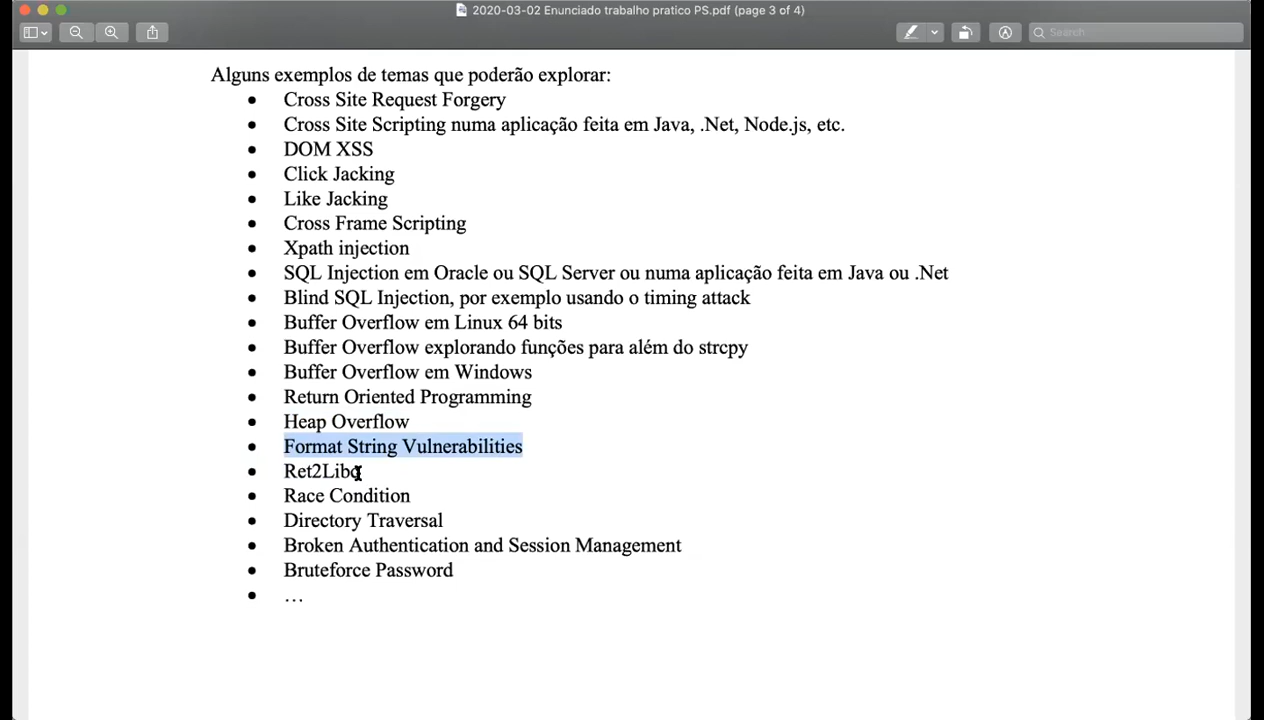 2020-03-02 Enunciado trabalho pratico PS.pdf (page 3 of 4)
Search
Alguns exemplos de temas que poderão explorar:
• Cross Site Request Forgery
• Cross Site Scripting numa aplicação feita em Java, .Net, Node.js, etc.
• DOM XSS
• Click Jacking
• Like Jacking
• Cross Frame Scripting
• Xpath injection
• SQL Injection em Oracle ou SQL Server ou numa aplicação feita em Java ou .Net
• Blind SQL Injection, por exemplo usando o timing attack
• Buffer Overflow em Linux 64 bits
• Buffer Overflow explorando funções para além do strcpy
• Buffer Overflow em Windows
• Return Oriented Programming
• Heap Overflow
• Format String Vulnerabilities
• Ret2Libc
• Race Condition
• Directory Traversal
• Broken Authentication and Session Management
• Bruteforce Password
• …